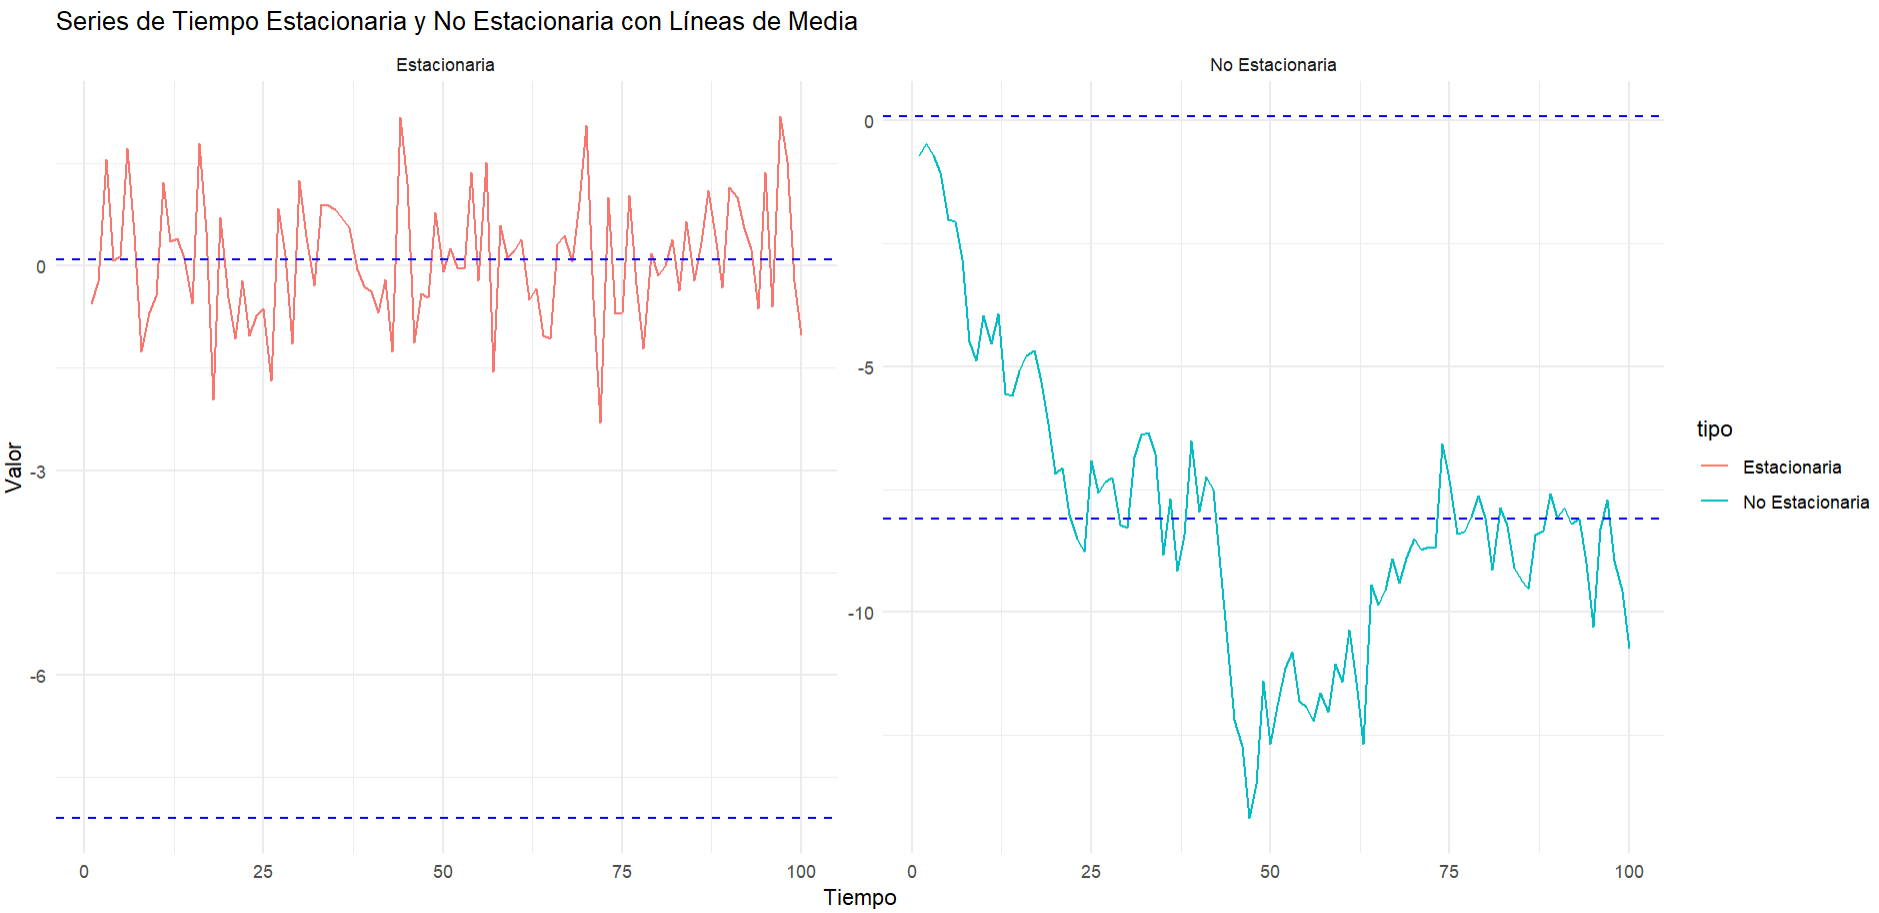 Series de Tiempo Estacionaria y No Estacionaria con Líneas de Media
Estacionaria
No Estacionaria
Valor
0
-3
-6
0
-5
-10
0
25
50
75
100
0
25
50
75
100
Tiempo
tipo
Estacionaria
No Estacionaria